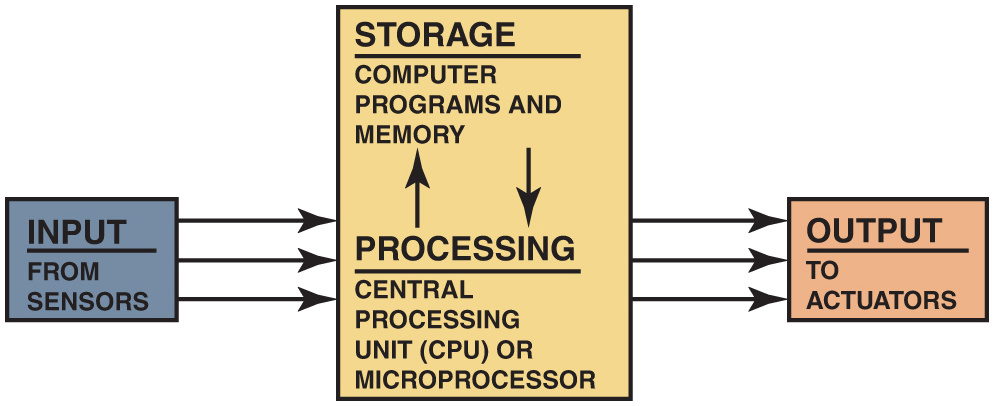 INPUT
FROM
SENSORS
STORAGE
COMPUTER
PROGRAMS AND
MEMORY
PROCESSING
CENTRAL
PROCESSING
UNIT (CPU) OR
MICROPROCESSOR
OUTPUT
TO
ACTUATORS